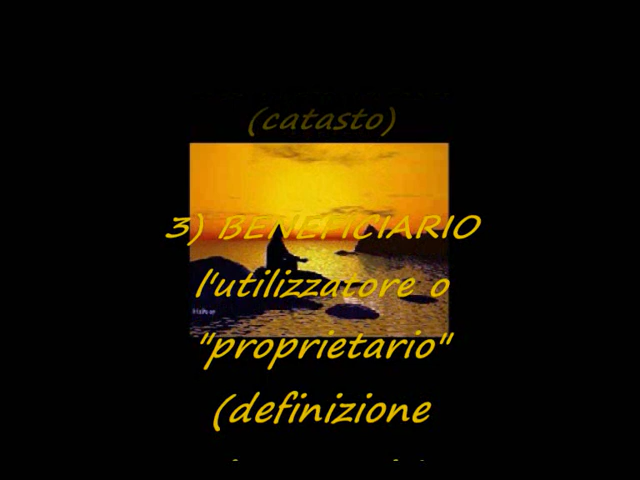 (catasto)
3) BENEFICIARIO
l'utilizzatore o
"proprietario"
(definizione